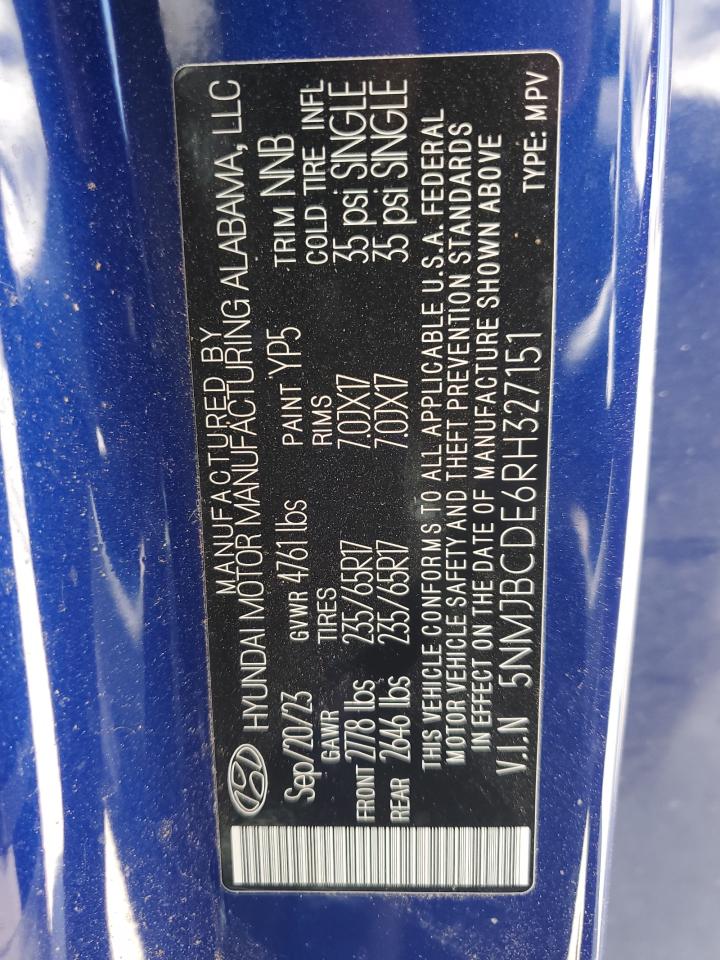 MANUFACTURED BY
HYUNDAI MOTOR MANUFACTURING ALABAMA, LLC
Sep/20/23 GVWR 4761 lbs PAINT YP5 TRIM NNB
GAWR TIRES RIMS COLD TIRE INFL
FRONT 2778 lbs 235/65R17 7.0JX17 35 psi SINGLE
REAR 2646 lbs 235/65R17 7.0JX17 35 psi SINGLE
THIS VEHICLE CONFORMS TO ALL APPLICABLE U.S.A. FEDERAL
MOTOR VEHICLE SAFETY AND THEFT PREVENTION STANDARDS
IN EFFECT ON THE DATE OF MANUFACTURE SHOWN ABOVE
V.I.N 5NMJBCDE6RH327151 TYPE: MPV